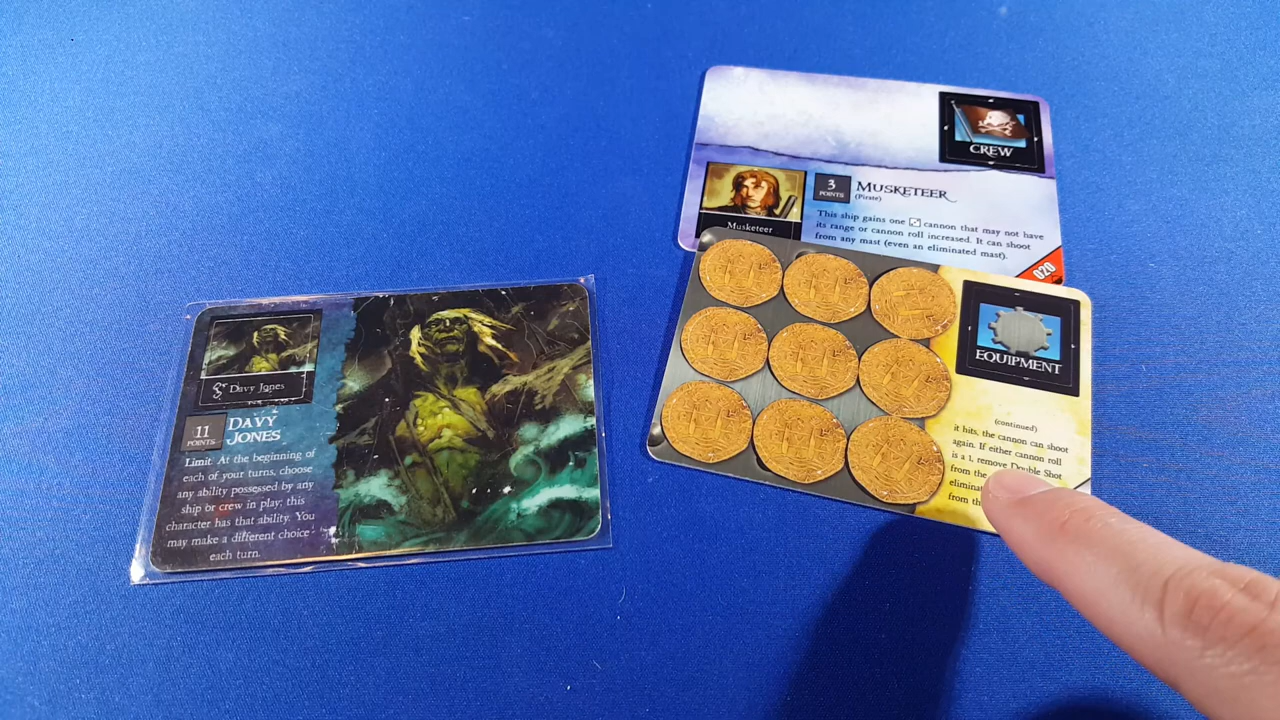 Davy Jones
11
POINTS
DAVY
JONES
Limit. At the beginning of
each of your turns, choose
any ability possessed by any
ship or crew in play; this
character has that ability. You
may make a different choice
each turn.
CREW
Musketeer
3
POINTS
MUSKETEER
(Pirate)
This ship gains one cannon that may not have
its range or cannon roll increased. It can shoot
from any mast (even an eliminated mast).
020
EQUIPMENT
(continued)
it hits, the cannon can shoot
again. If either cannon roll
is a 1, remove Double Shot
from the
from